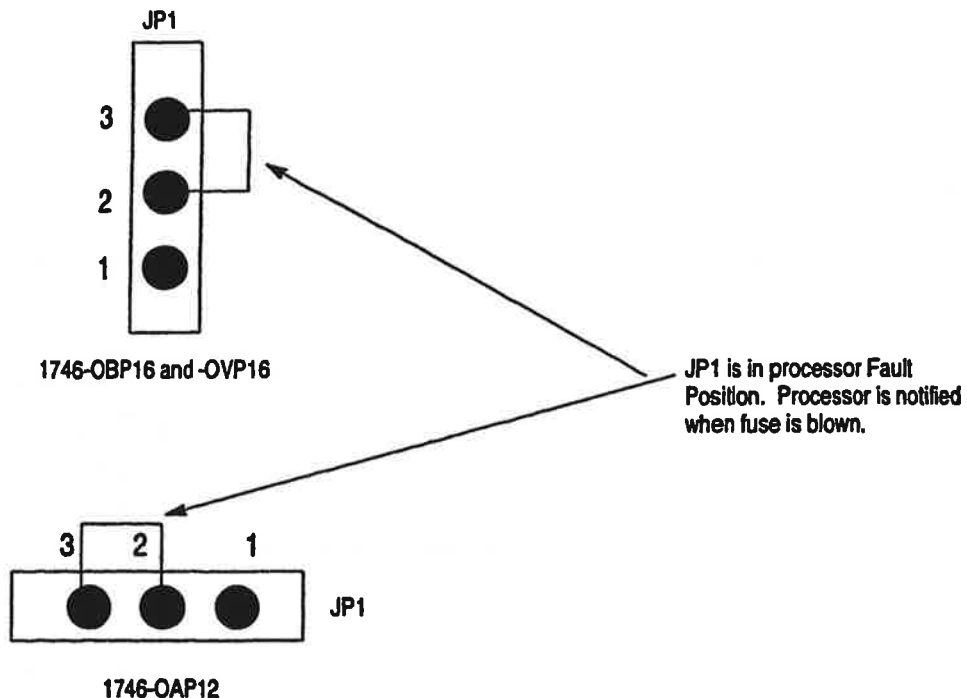 JP1
3
2
1
1746-OBP16 and -OVP16
JP1 is in processor Fault
Position. Processor is notified
when fuse is blown.
3 2 1
JP1
1746-OAP12